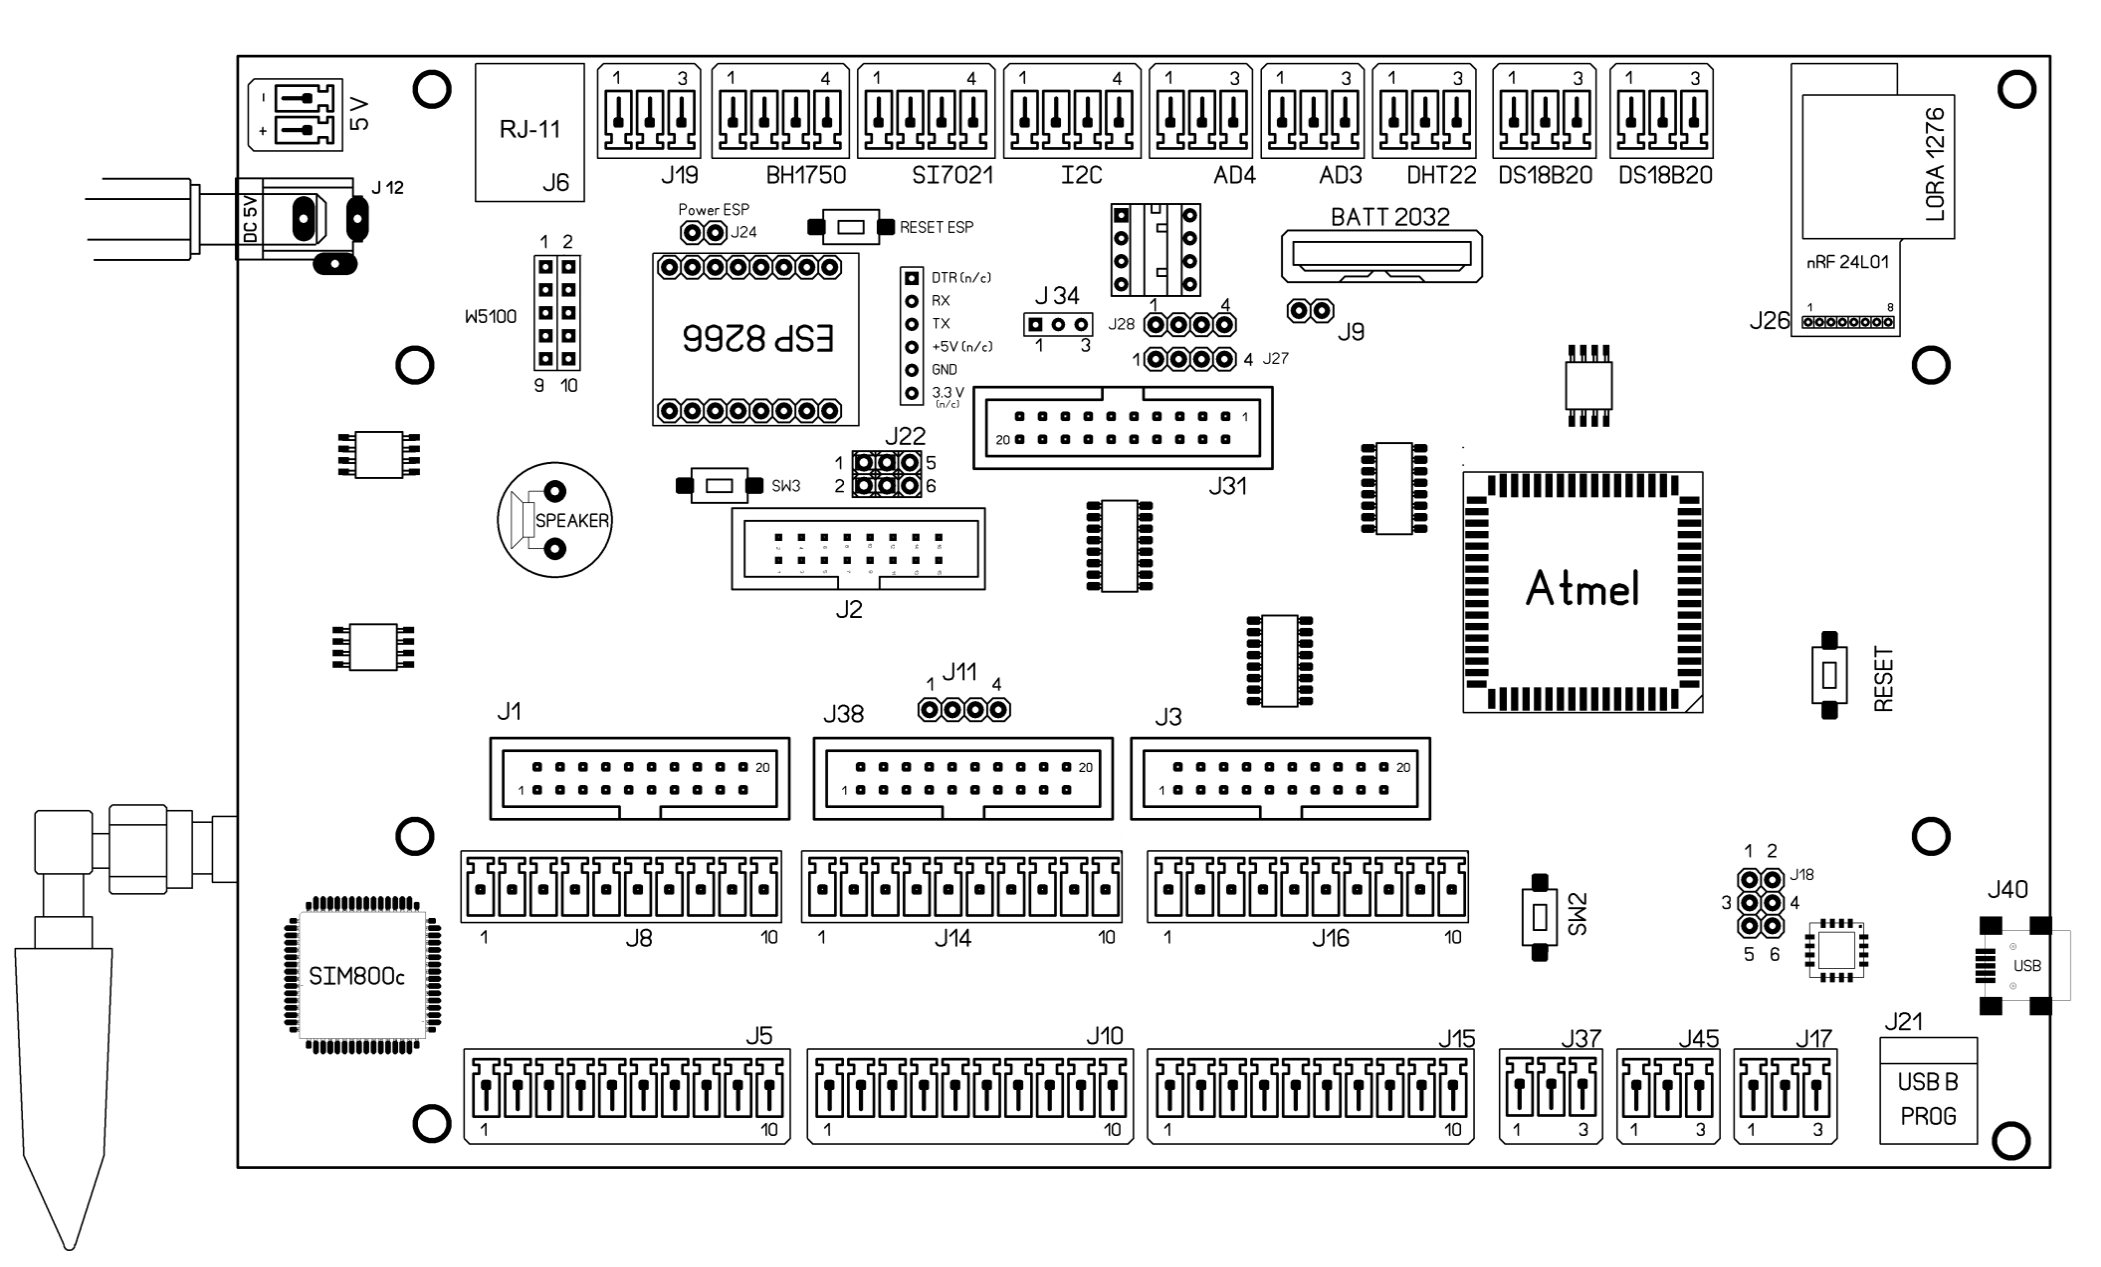 - + 5 V
J 12
DC 5V
RJ-11
J6
1 3
J19
1 4
BH1750
1 4
SI7021
1 4
I2C
1 3
AD4
1 3
AD3
1 3
DHT22
1 3
DS18B20
1 3
DS18B20
LORA 1276
nRF 24L01
1 8
J26
Power ESP
J24
RESET ESP
BATT 2032
J9
1 2
W5100
9 10
ESP 8266
DTR (n/c)
RX
TX
+5V (n/c)
GND
3.3 V
(n/c)
J 34
1 3
1 4
J28
1 4 J27
1
20
J31
J22
1 5
2 6
SW3
SPEAKER
J2
Atmel
RESET
J11
1 4
J1
20
1
J38
20
1
J3
20
1
1 J8 10
1 J14 10
1 J16 10
SW2
1 2
J18
3 4
5 6
J40
USB
SIM800c
J5
1 10
J10
1 10
J15
1 10
J37
1 3
J45
1 3
J17
1 3
J21
USB B
PROG